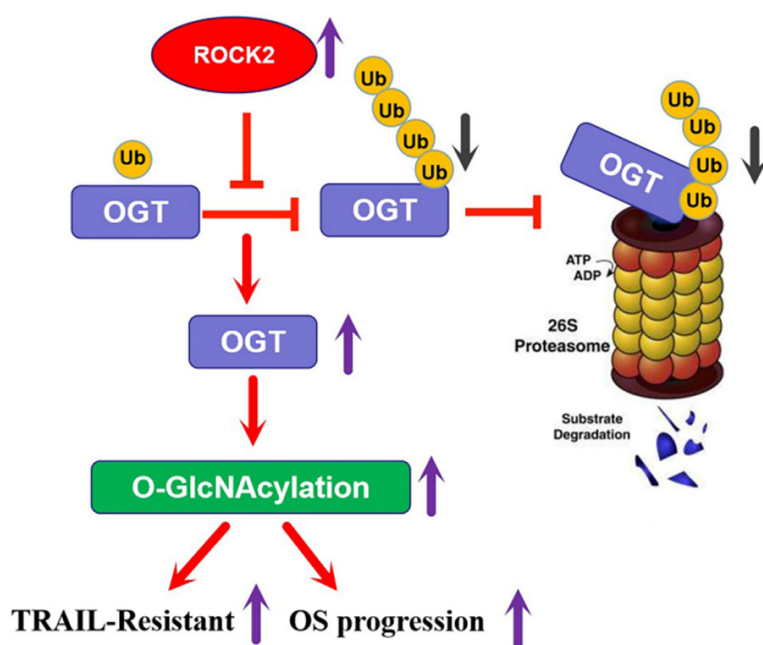 ROCK2
Ub
Ub
Ub
Ub
Ub
OGT
OGT
Ub
Ub
Ub
Ub
OGT
ATP
ADP
26S
Proteasome
OGT
Substrate
Degradation
O-GlcNAcylation
TRAIL-Resistant OS progression